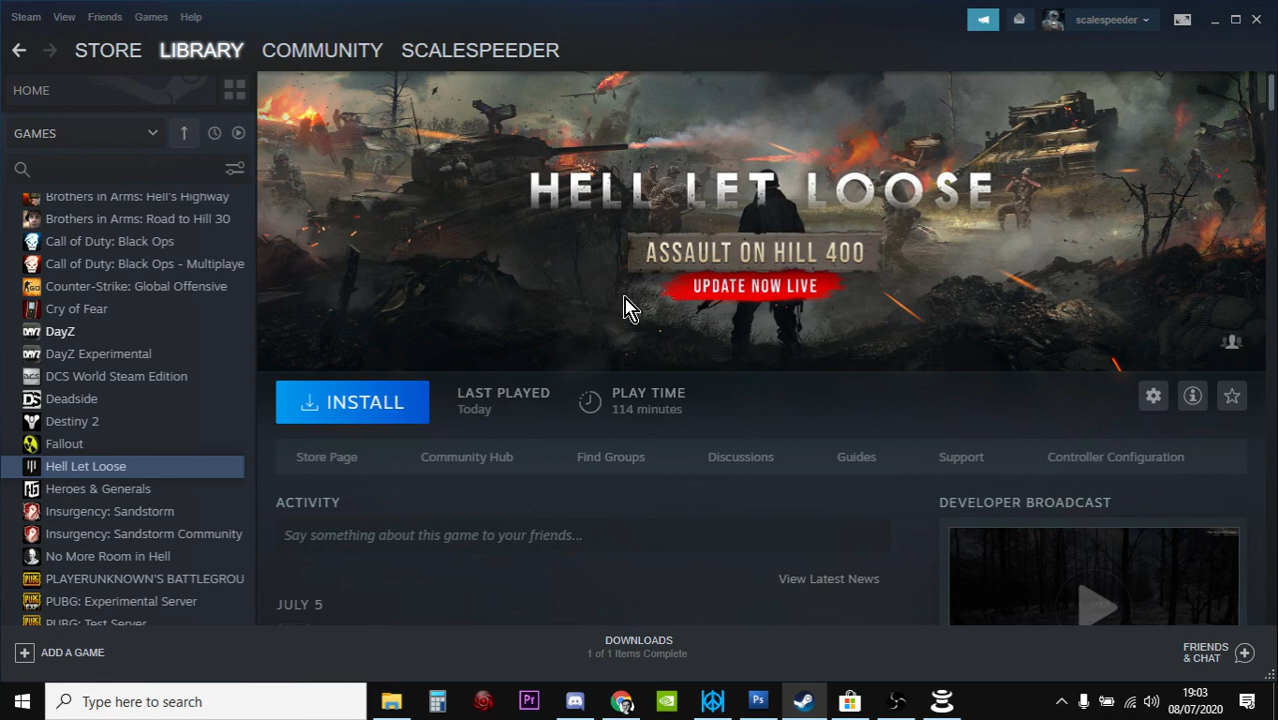 Steam View Friends Games Help
scalespeeder
STORE LIBRARY COMMUNITY SCALESPEEDER
HOME
GAMES
Brothers in Arms: Hell's Highway
Brothers in Arms: Road to Hill 30
Call of Duty: Black Ops
Call of Duty: Black Ops - Multiplaye
Counter-Strike: Global Offensive
Cry of Fear
DayZ
DayZ Experimental
DCS World Steam Edition
Deadside
Destiny 2
Fallout
Hell Let Loose
Heroes & Generals
Insurgency: Sandstorm
Insurgency: Sandstorm Community
No More Room in Hell
PLAYERUNKNOWN'S BATTLEGROU
PUBG: Experimental Server
PUBG: Test Server
HELL LET LOOSE
ASSAULT ON HILL 400
UPDATE NOW LIVE
INSTALL
LAST PLAYED
Today
PLAY TIME
114 minutes
Store Page Community Hub Find Groups Discussions Guides Support Controller Configuration
ACTIVITY
Say something about this game to your friends...
View Latest News
JULY 5
DEVELOPER BROADCAST
ADD A GAME
DOWNLOADS
1 of 1 Items Complete
FRIENDS
& CHAT
Type here to search
19:03
08/07/2020